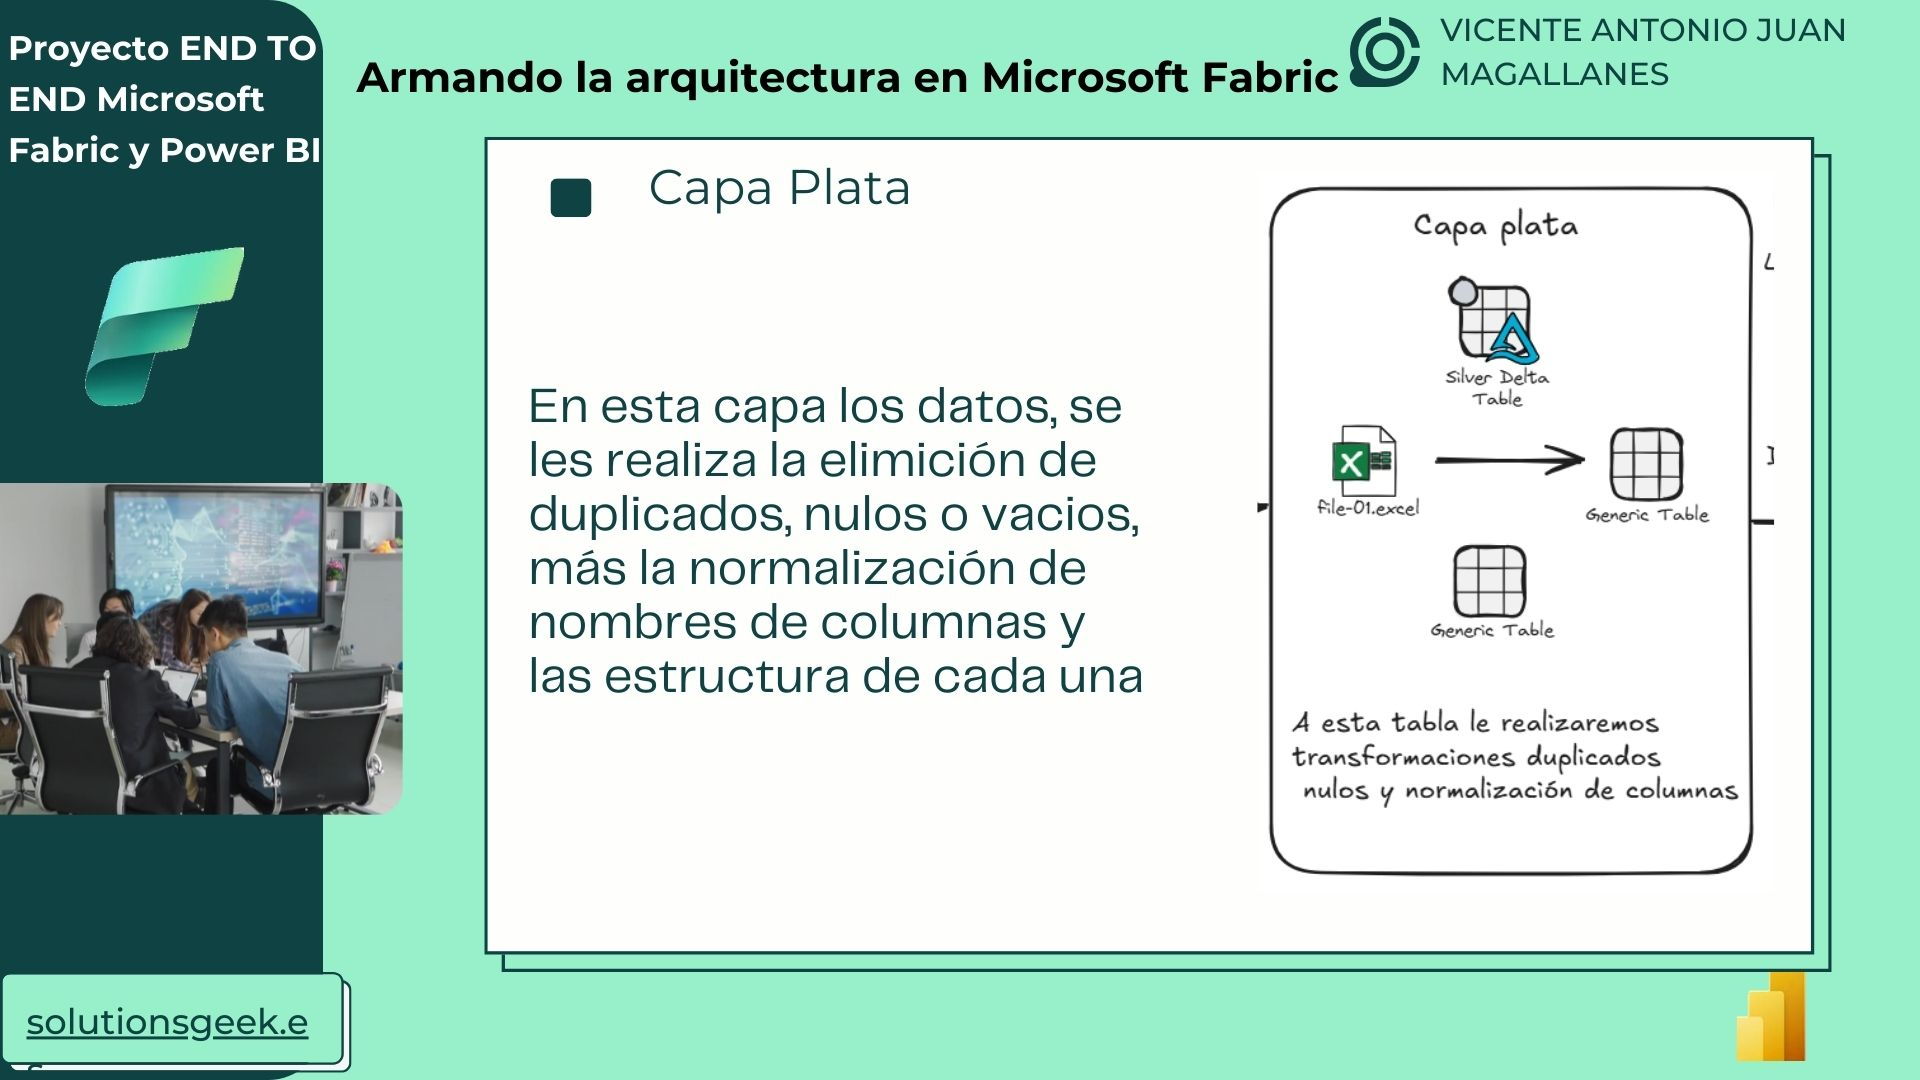 Proyecto END TO
END Microsoft
Fabric y Power BI
Armando la arquitectura en Microsoft Fabric
VICENTE ANTONIO JUAN
MAGALLANES
Capa Plata
En esta capa los datos, se
les realiza la elimición de
duplicados, nulos o vacios,
más la normalización de
nombres de columnas y
las estructura de cada una
Capa plata
Silver Delta
Table
file-01.excel
Generic Table
Generic Table
A esta tabla le realizaremos
transformaciones duplicados
nulos y normalización de columnas
solutionsgeek.e